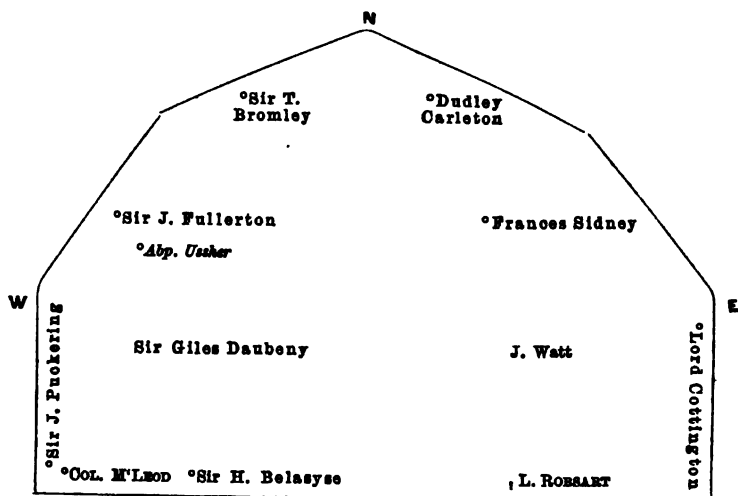 N
°Sir T.
Bromley
°Dudley
Carleton
°Sir J. Fullerton
°Frances Sidney
°Abp. Ussher
W
E
°Sir J. Puckering
Sir Giles Daubeny
J. Watt
°Lord Cottington
°COL. M'LEOD °Sir H. Belasyse
L. ROBSART